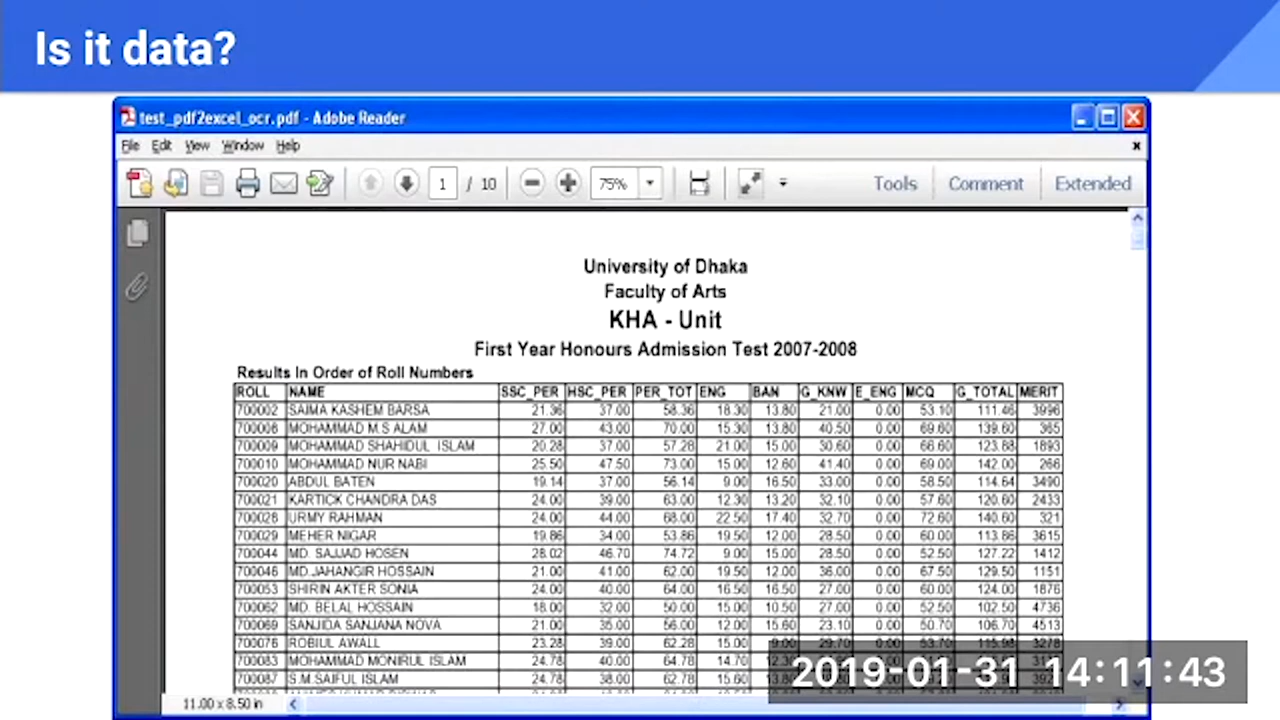 Is it data?
test_pdf2excel_ocr.pdf - Adobe Reader
File Edit View Window Help
1 / 10 75% Tools Comment Extended
University of Dhaka
Faculty of Arts
KHA - Unit
First Year Honours Admission Test 2007-2008
Results In Order of Roll Numbers
ROLL NAME SSC_PER HSC_PER PER_TOT ENG BAN G_KNW E_ENG MCQ G_TOTAL MERIT
700002 SAIMA KASHEM BARSA 21.36 37.00 58.36 18.30 13.80 21.00 0.00 53.10 111.46 3996
700008 MOHAMMAD M.S ALAM 27.00 43.00 70.00 15.30 13.80 40.50 0.00 69.60 139.60 365
700009 MOHAMMAD SHAHIDUL ISLAM 20.28 37.00 57.28 21.00 15.00 30.60 0.00 66.60 123.88 1893
700010 MOHAMMAD NUR NABI 25.50 47.50 73.00 15.00 12.60 41.40 0.00 69.00 142.00 266
700020 ABDUL BATEN 19.14 37.00 56.14 9.00 16.50 33.00 0.00 58.50 114.64 3490
700021 KARTICK CHANDRA DAS 24.00 39.00 63.00 12.30 13.20 32.10 0.00 57.60 120.60 2433
700028 URMY RAHMAN 24.00 44.00 68.00 22.50 17.40 32.70 0.00 72.60 140.60 321
700029 MEHER NIGAR 19.86 34.00 53.86 19.50 12.00 28.50 0.00 60.00 113.86 3615
700044 MD. SAJJAD HOSEN 28.02 46.70 74.72 9.00 15.00 28.50 0.00 52.50 127.22 1412
700046 MD.JAHANGIR HOSSAIN 21.00 41.00 62.00 19.50 12.00 36.00 0.00 67.50 129.50 1151
700053 SHIRIN AKTER SONIA 24.00 40.00 64.00 16.50 16.50 27.00 0.00 60.00 124.00 1876
700062 MD. BELAL HOSSAIN 18.00 32.00 50.00 15.00 10.50 27.00 0.00 52.50 102.50 4736
700069 SANJIDA SANJANA NOVA 21.00 35.00 56.00 12.00 15.60 23.10 0.00 50.70 106.70 4513
700076 ROBIUL AWALL 23.28 39.00 62.28 15.00 9.00 29.70 0.00 53.70 115.98 3278
700083 MOHAMMAD MONIRUL ISLAM 24.78 40.00 64.78 14.70
700087 S.M.SAIFUL ISLAM 24.78 38.00 62.78 15.60
2019-01-31 14:11:43
11.00 x 8.50 in